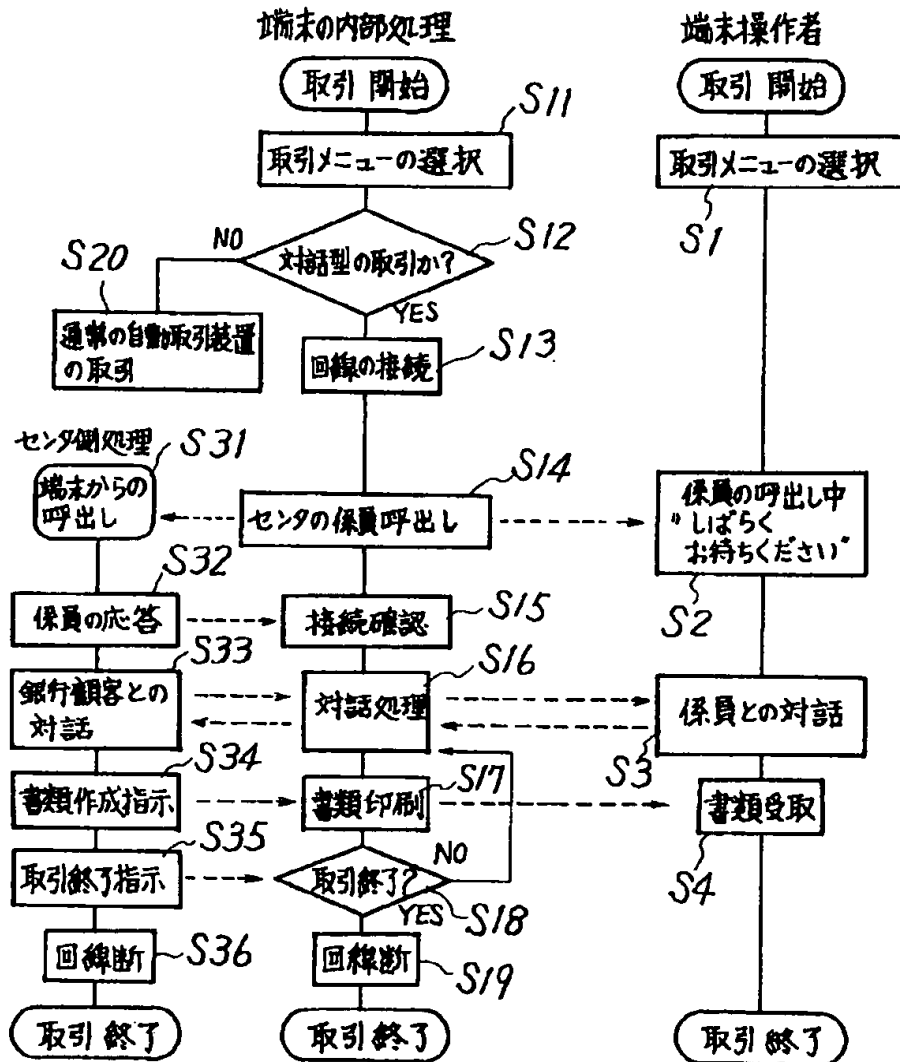 端末の内部処理
端末操作者
取引開始
取引開始
S11
取引メニューの選択
取引メニューの選択
S1
S12
NO
対話型の取引か?
YES
S20
通常の自動取引装置
の取引
S13
回線の接続
センタ側処理
S31
端末からの
呼出し
S14
センタの係員呼出し
係員の呼出し中
"しばらく
お待ちください"
S2
S32
係員の応答
S15
接続確認
S33
銀行顧客との
対話
S16
対話処理
係員との対話
S3
S34
書類作成指示
S17
書類印刷
書類受取
S4
S35
取引終了指示
取引終了?
NO
YES
S18
回線断
S36
回線断
S19
取引終了
取引終了
取引終了